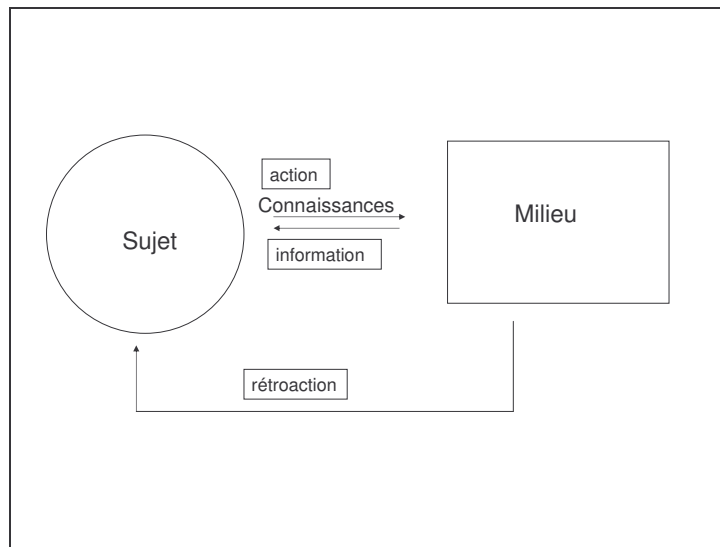 action
Connaissances
Milieu
Sujet
information
rétroaction